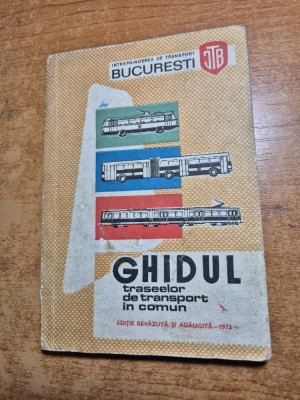 INTREPRINDEREA DE TRANSPORT
BUCURESTI
ITB
GHIDUL
traseelor
de transport
in comun
EDIȚIE REVĂZUTĂ ȘI ADĂUGITĂ - 1973